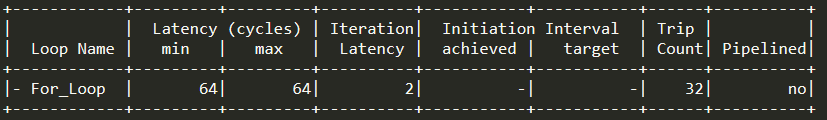 +------------+---------+---------+-----------+-----------+-----------+------+----------+
|            |  Latency (cycles) | Iteration |  Initiation Interval  | Trip |          |
|  Loop Name |   min   |   max   |  Latency  |  achieved |   target  | Count| Pipelined|
+------------+---------+---------+-----------+-----------+-----------+------+----------+
|- For_Loop  |       64|       64|          2|          -|          -|    32|        no|
+------------+---------+---------+-----------+-----------+-----------+------+----------+